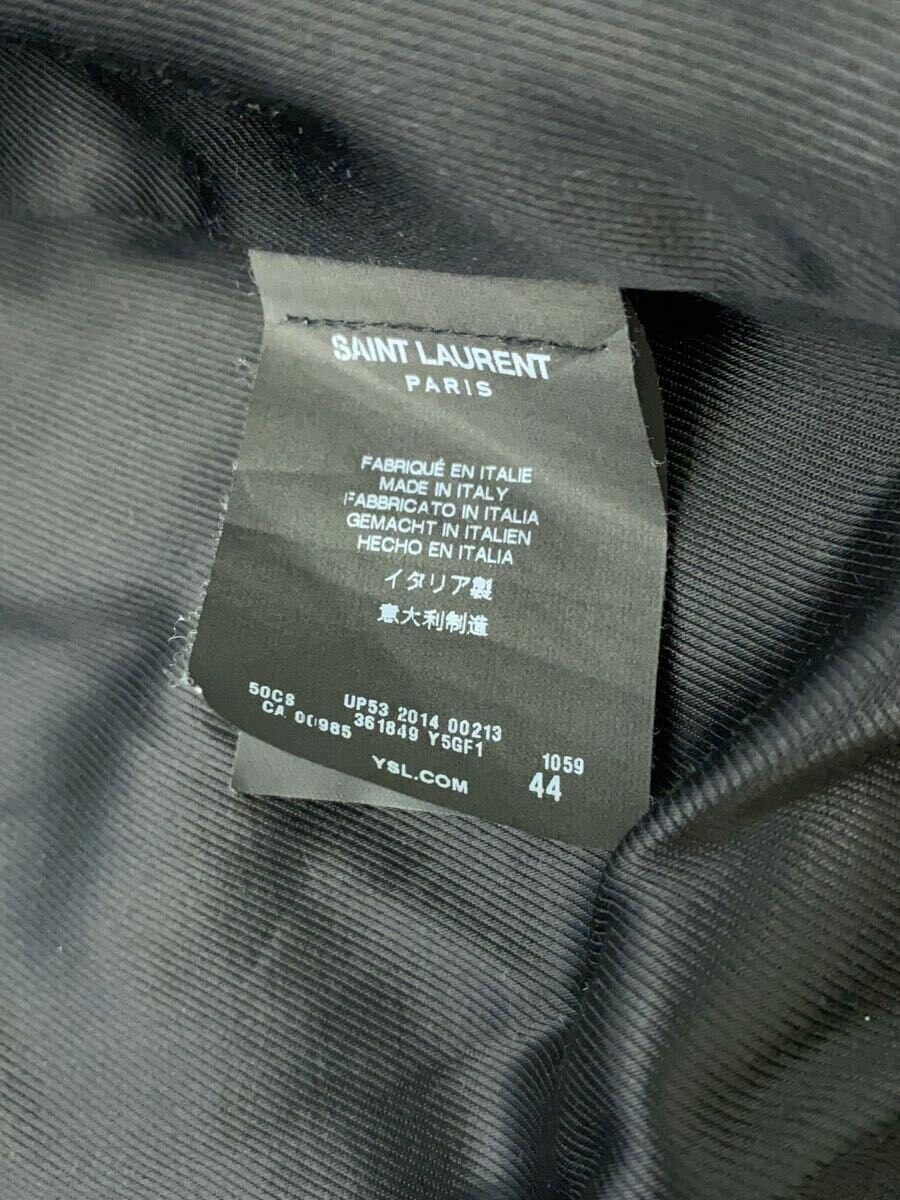 SAINT LAURENT
PARIS
FABRIQUÉ EN ITALIE
MADE IN ITALY
FABBRICATO IN ITALIA
GEMACHT IN ITALIEN
HECHO EN ITALIA
イタリア製
意大利制造
50CS UP53 2014 00213
CA 00985 361849 Y5GF1 1059
YSL.COM 44